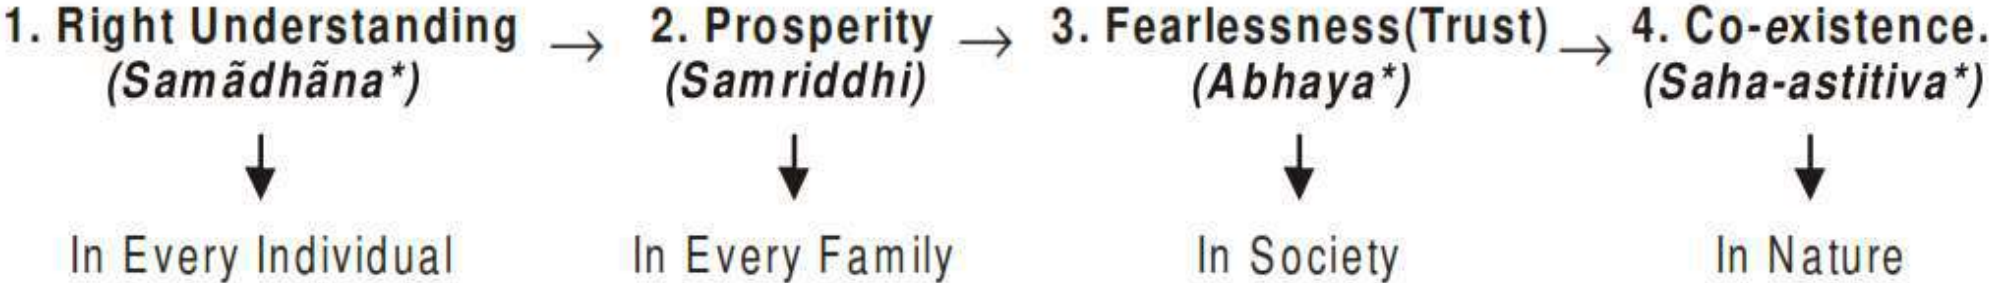 1. Right Understanding → 2. Prosperity → 3. Fearlessness(Trust) → 4. Co-existence.
(Samãdhãna*) (Samriddhi) (Abhaya*) (Saha-astitiva*)
In Every Individual In Every Family In Society In Nature